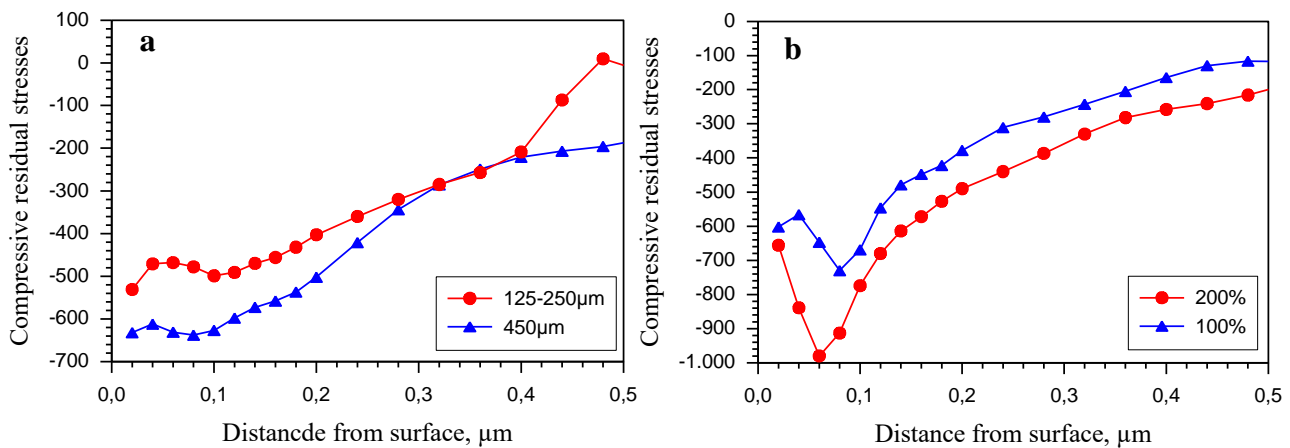 a
Compressive residual stresses
100
0
-100
-200
-300
-400
-500
-600
-700
125-250µm
450µm
0,0 0,1 0,2 0,3 0,4 0,5
Distancde from surface, µm
b
Compressive residual stresses
0
-100
-200
-300
-400
-500
-600
-700
-800
-900
-1.000
200%
100%
0,0 0,1 0,2 0,3 0,4 0,5
Distance from surface, µm